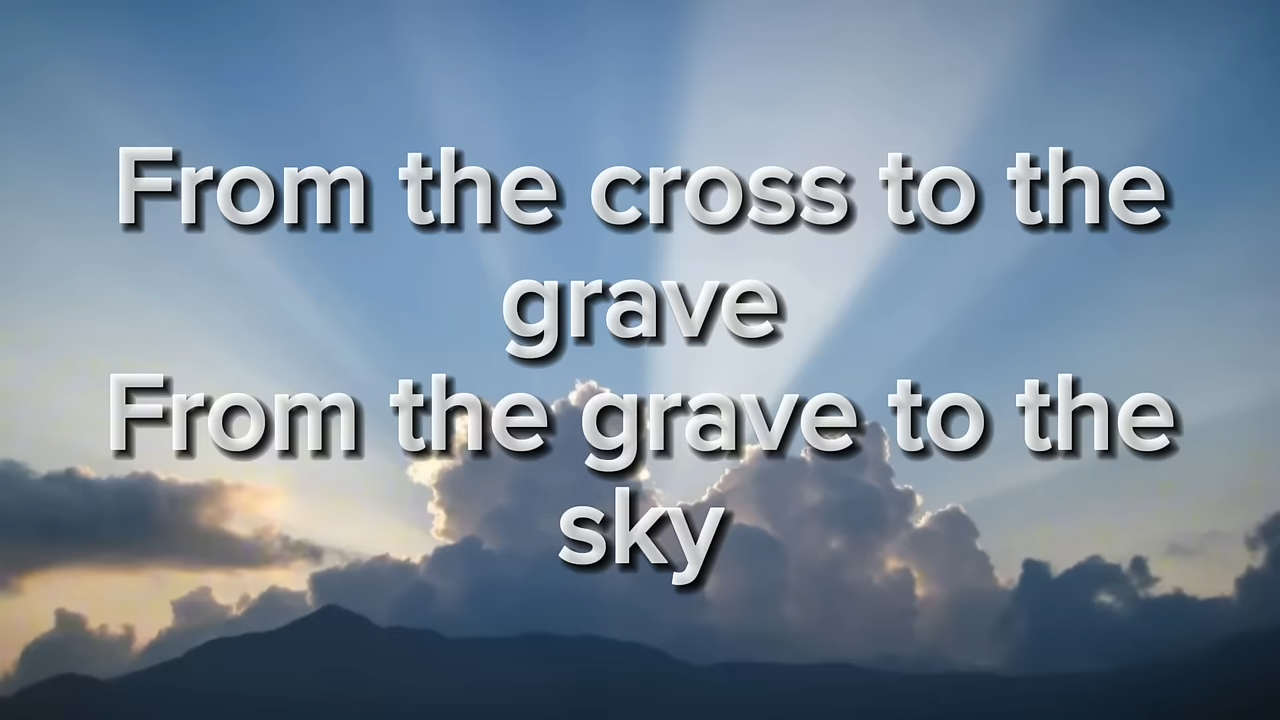 From the cross to the
grave
From the grave to the
sky